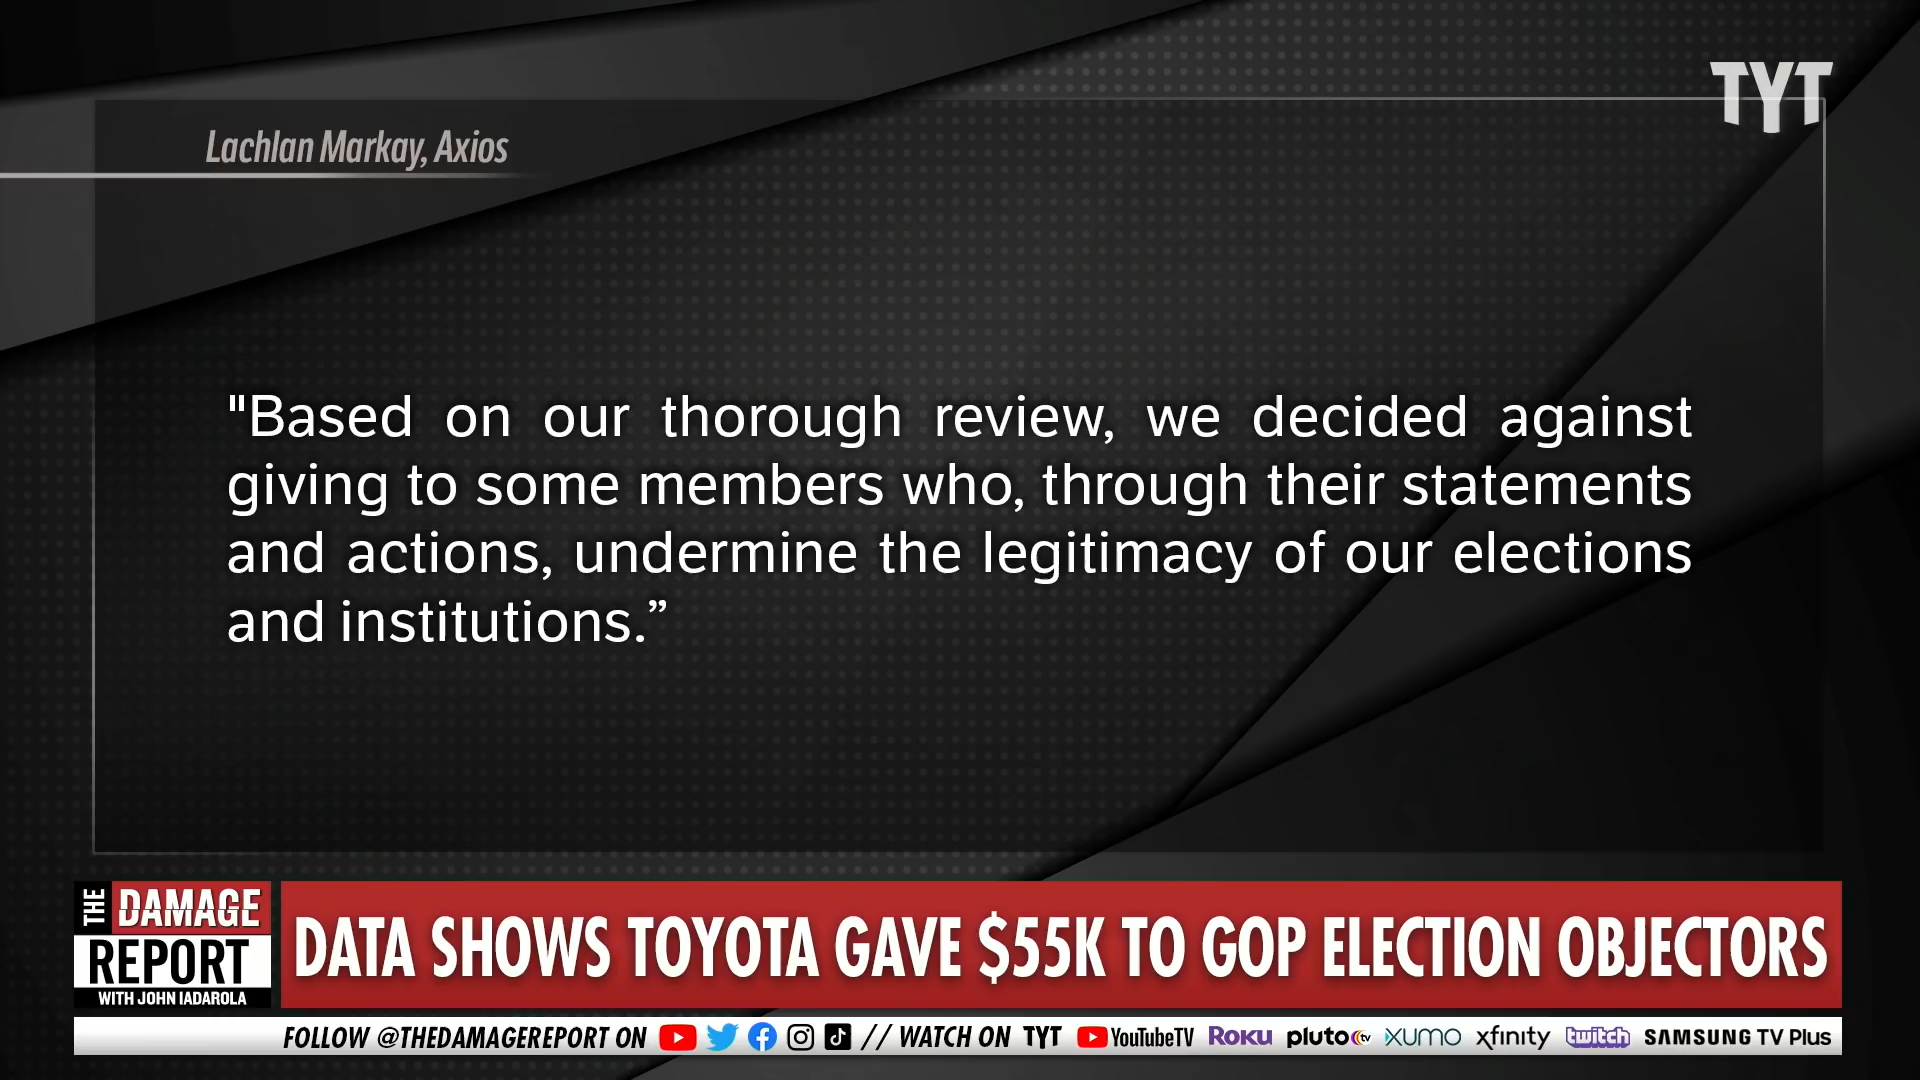 TYT
Lachlan Markay, Axios
"Based on our thorough review, we decided against
giving to some members who, through their statements
and actions, undermine the legitimacy of our elections
and institutions.”
THE DAMAGE
REPORT
WITH JOHN IADAROLA
DATA SHOWS TOYOTA GAVE $55K TO GOP ELECTION OBJECTORS
FOLLOW @THEDAMAGEREPORT ON // WATCH ON TYT YouTubeTV ROKU pluto tv XUMO xfinity twitch SAMSUNG TV Plus